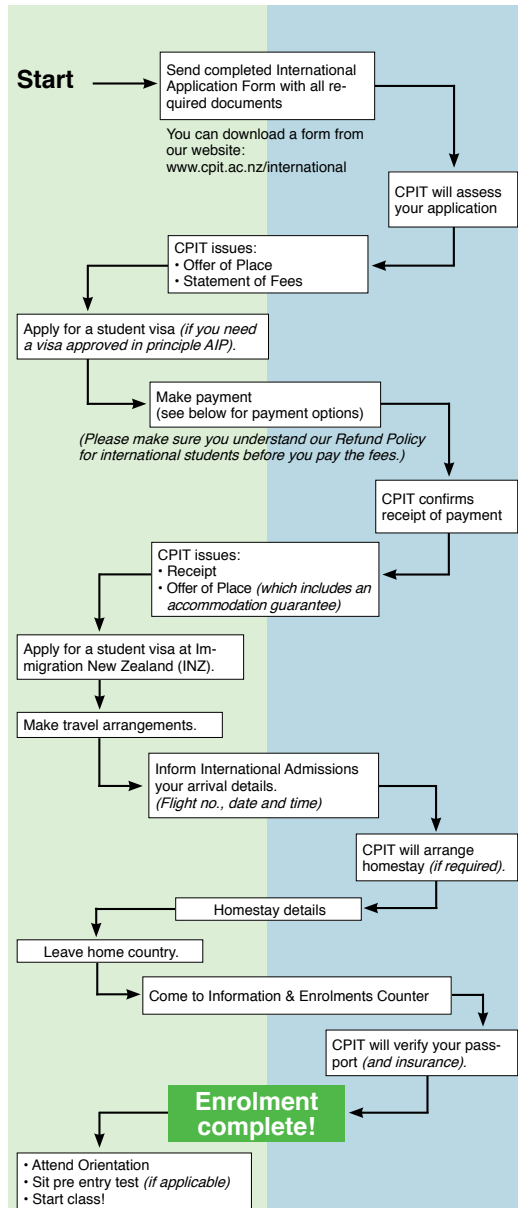 Start
Send completed International
Application Form with all re-
quired documents
You can download a form from
our website:
www.cpit.ac.nz/international
CPIT will assess
your application
CPIT issues:
• Offer of Place
• Statement of Fees
Apply for a student visa (if you need
a visa approved in principle AIP).
Make payment
(see below for payment options)
(Please make sure you understand our Refund Policy
for international students before you pay the fees.)
CPIT confirms
receipt of payment
CPIT issues:
• Receipt
• Offer of Place (which includes an
accommodation guarantee)
Apply for a student visa at Im-
migration New Zealand (INZ).
Make travel arrangements.
Inform International Admissions
your arrival details.
(Flight no., date and time)
CPIT will arrange
homestay (if required).
Homestay details
Leave home country.
Come to Information & Enrolments Counter
CPIT will verify your pass-
port (and insurance).
Enrolment
complete!
• Attend Orientation
• Sit pre entry test (if applicable)
• Start class!